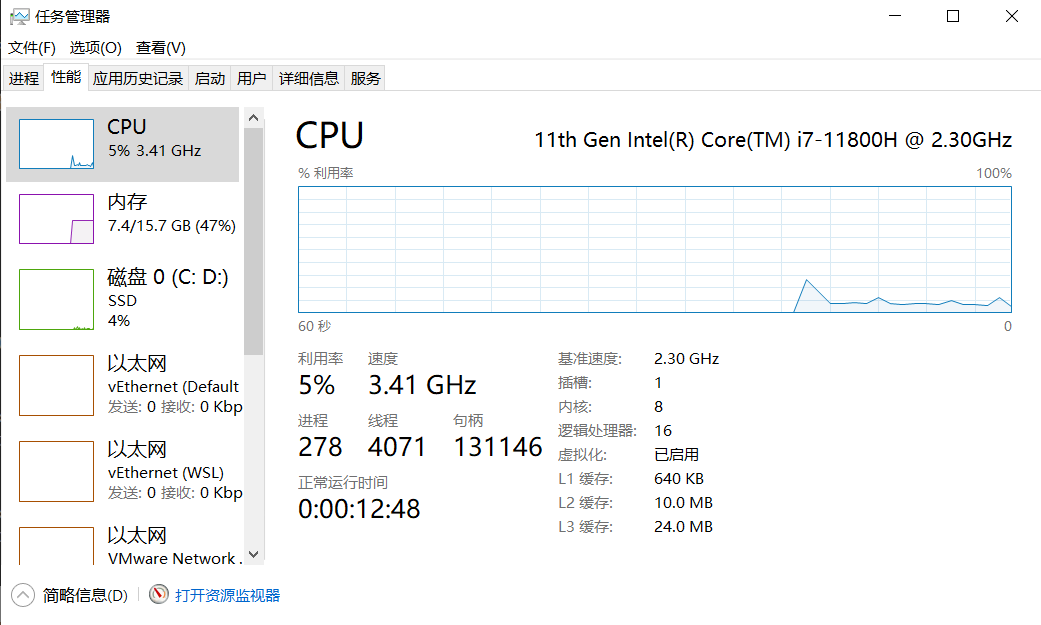 任务管理器
文件(F) 选项(O) 查看(V)
进程 性能 应用历史记录 启动 用户 详细信息 服务
CPU
5% 3.41 GHz
内存
7.4/15.7 GB (47%)
磁盘 0 (C: D:)
SSD
4%
以太网
vEthernet (Default
发送: 0 接收: 0 Kbp
以太网
vEthernet (WSL)
发送: 0 接收: 0 Kbp
以太网
VMware Network .
CPU
11th Gen Intel(R) Core(TM) i7-11800H @ 2.30GHz
% 利用率 100%
60 秒 0
利用率 速度
5% 3.41 GHz
进程 线程 句柄
278 4071 131146
正常运行时间
0:00:12:48
基准速度: 2.30 GHz
插槽: 1
内核: 8
逻辑处理器: 16
虚拟化: 已启用
L1 缓存: 640 KB
L2 缓存: 10.0 MB
L3 缓存: 24.0 MB
简略信息(D) 打开资源监视器